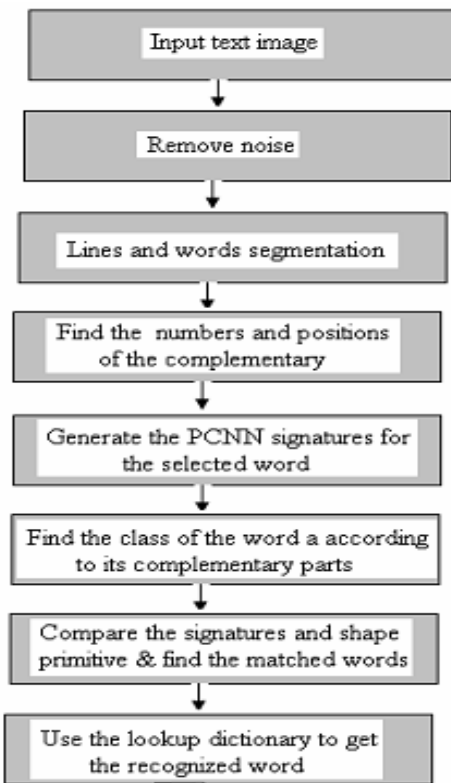 Input text image
Remove noise
Lines and words segmentation
Find the numbers and positions
of the complementary
Generate the PCNN signatures for
the selected word
Find the class of the word a according
to its complementary parts
Compare the signatures and shape
primitive & find the matched words
Use the lookup dictionary to get
the recognized word